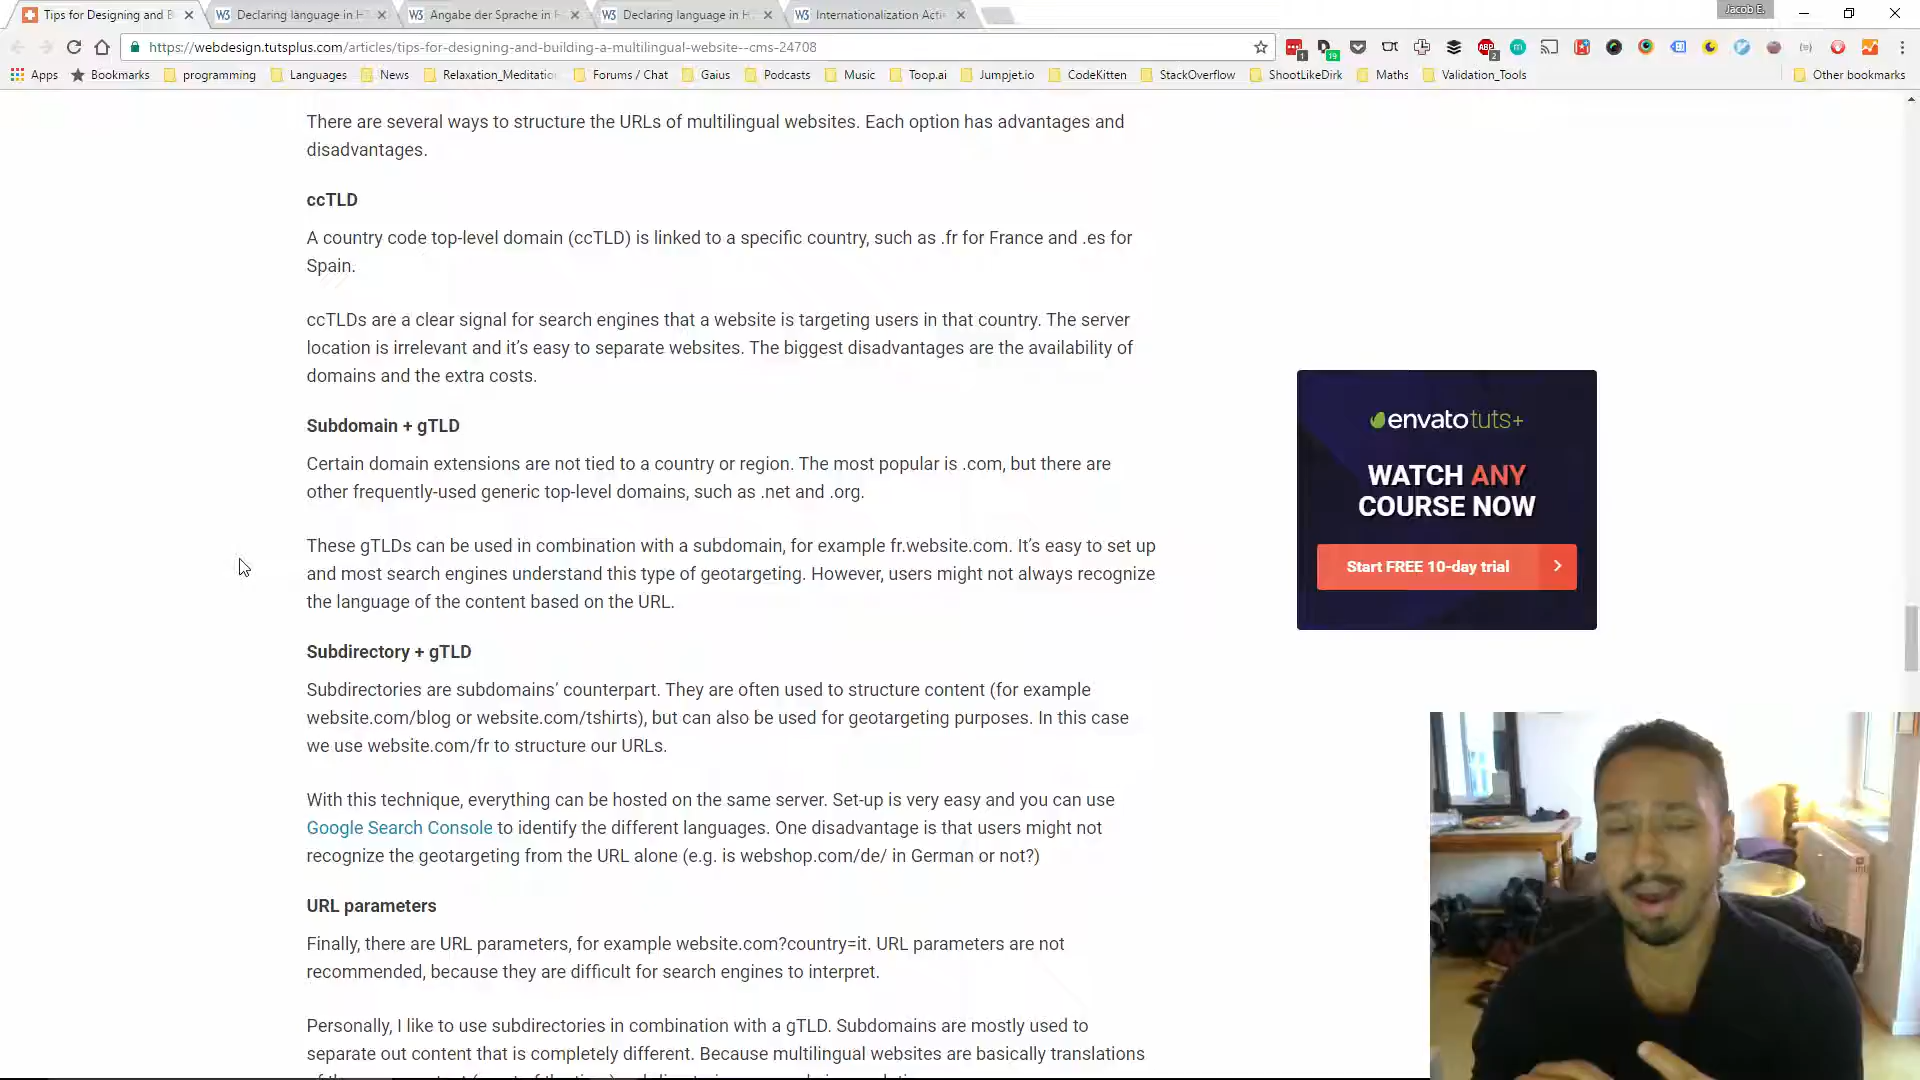 Jacob E.
Tips for Designing and B
Declaring language in H
Angabe der Sprache in H
Declaring language in H
Internationalization Acti
https://webdesign.tutsplus.com/articles/tips-for-designing-and-building-a-multilingual-website--cms-24708
Apps
Bookmarks
programming
Languages
News
Relaxation_Meditatio
Forums / Chat
Gaius
Podcasts
Music
Toop.ai
Jumpjet.io
CodeKitten
StackOverflow
ShootLikeDirk
Maths
Validation_Tools
Other bookmarks
There are several ways to structure the URLs of multilingual websites. Each option has advantages and
disadvantages.
ccTLD
A country code top-level domain (ccTLD) is linked to a specific country, such as .fr for France and .es for
Spain.
ccTLDs are a clear signal for search engines that a website is targeting users in that country. The server
location is irrelevant and it’s easy to separate websites. The biggest disadvantages are the availability of
domains and the extra costs.
Subdomain + gTLD
Certain domain extensions are not tied to a country or region. The most popular is .com, but there are
other frequently-used generic top-level domains, such as .net and .org.
These gTLDs can be used in combination with a subdomain, for example fr.website.com. It’s easy to set up
and most search engines understand this type of geotargeting. However, users might not always recognize
the language of the content based on the URL.
Subdirectory + gTLD
Subdirectories are subdomains’ counterpart. They are often used to structure content (for example
website.com/blog or website.com/tshirts), but can also be used for geotargeting purposes. In this case
we use website.com/fr to structure our URLs.
With this technique, everything can be hosted on the same server. Set-up is very easy and you can use
Google Search Console to identify the different languages. One disadvantage is that users might not
recognize the geotargeting from the URL alone (e.g. is webshop.com/de/ in German or not?)
URL parameters
Finally, there are URL parameters, for example website.com?country=it. URL parameters are not
recommended, because they are difficult for search engines to interpret.
Personally, I like to use subdirectories in combination with a gTLD. Subdomains are mostly used to
separate out content that is completely different. Because multilingual websites are basically translations
envatotuts+
WATCH ANY
COURSE NOW
Start FREE 10-day trial